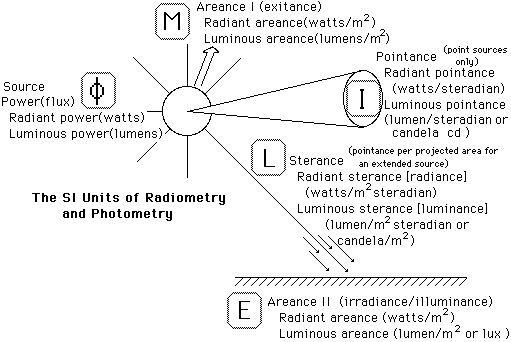 M
Areance I (exitance)
Radiant areance(watts/m²)
Luminous areance(lumens/m²)
Pointance (point sources only)
Radiant pointance
(watts/steradian)
Luminous pointance
(lumen/steradian or
candela cd )
I
Source
Power(flux)
Φ
Radiant power(watts)
Luminous power(lumens)
L
Sterance (pointance per projected area for
an extended source)
Radiant sterance [radiance]
(watts/m² steradian)
Luminous sterance [luminance]
(lumen/m² steradian or
candela/m²)
The SI Units of Radiometry
and Photometry
E
Areance II (irradiance/illuminance)
Radiant areance (watts/m²)
Luminous areance (lumen/m² or lux )